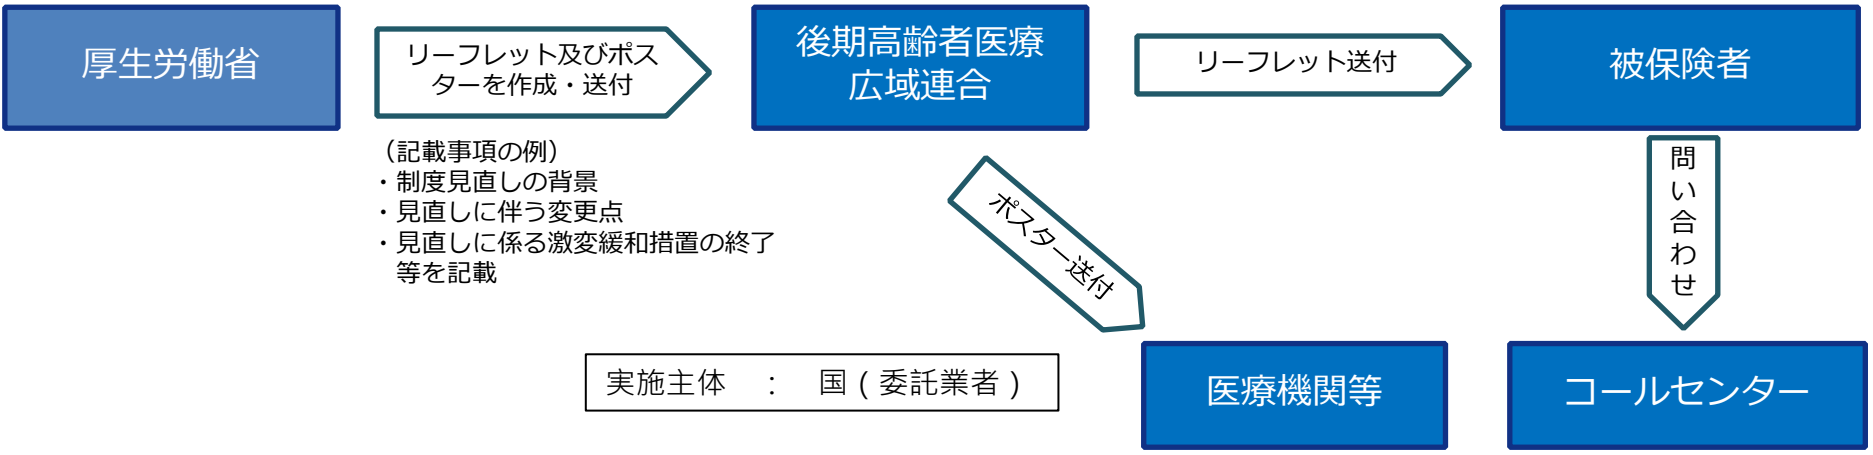 厚生労働省
リーフレット及びポス
ターを作成・送付
後期高齢者医療
広域連合
リーフレット送付
被保険者
（記載事項の例）
・制度見直しの背景
・見直しに伴う変更点
・見直しに係る激変緩和措置の終了
等を記載
ポスター送付
問い合わせ
実施主体　：　国（委託業者）
医療機関等
コールセンター